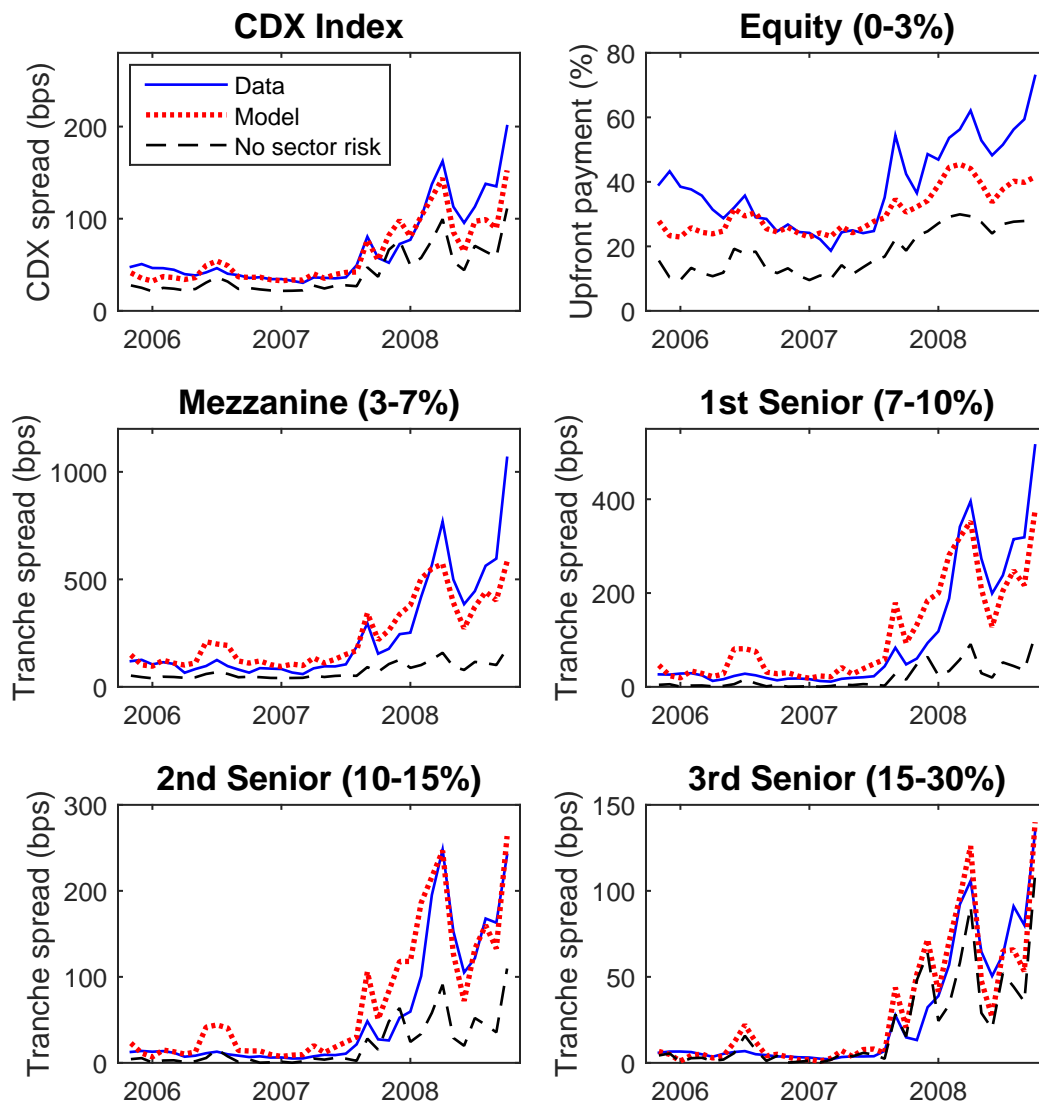 CDX Index
CDX spread (bps)
200
100
0
2006 2007 2008
Data
Model
No sector risk
Equity (0-3%)
Upfront payment (%)
80
60
40
20
0
2006 2007 2008
Mezzanine (3-7%)
Tranche spread (bps)
1000
500
0
2006 2007 2008
1st Senior (7-10%)
Tranche spread (bps)
400
200
0
2006 2007 2008
2nd Senior (10-15%)
Tranche spread (bps)
300
200
100
0
2006 2007 2008
3rd Senior (15-30%)
Tranche spread (bps)
150
100
50
0
2006 2007 2008